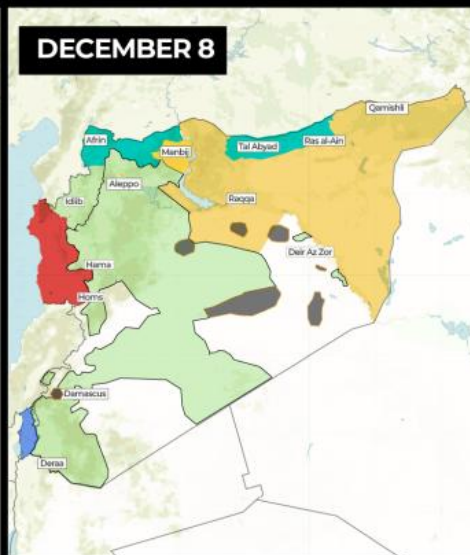 DECEMBER 8
Qamishli
Afrin
Manbij
Tal Abyad
Ras al-Ain
Aleppo
Idlib
Raqqa
Deir Az Zor
Hama
Homs
Damascus
Deraa